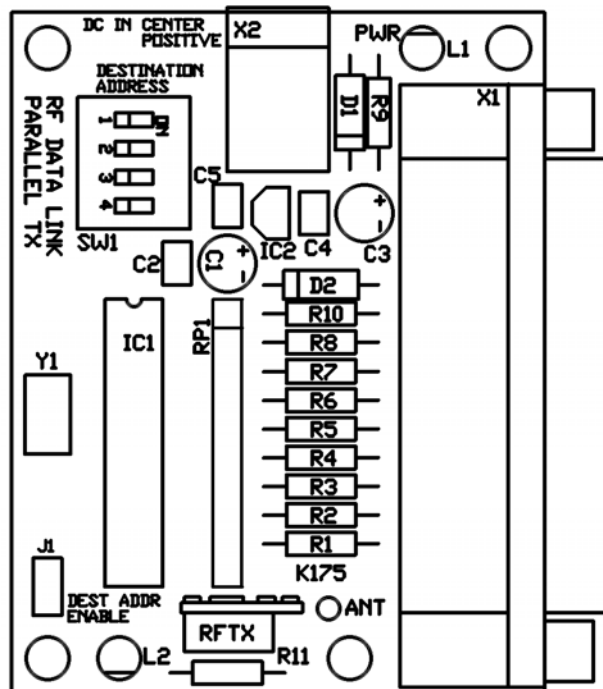 DC IN CENTER
POSITIVE
X2
PWR
L1
DESTINATION
ADDRESS
D1
R9
X1
1
ON
2
3
4
RF DATA LINK
PARALLEL TX
SW1
C5
IC2
C4
+
-
C3
C2
C1
+
-
D2
IC1
RP1
R10
R8
Y1
R7
R6
R5
R4
R3
R2
J1
R1
K175
DEST ADDR
ENABLE
ANT
RFTX
L2
R11